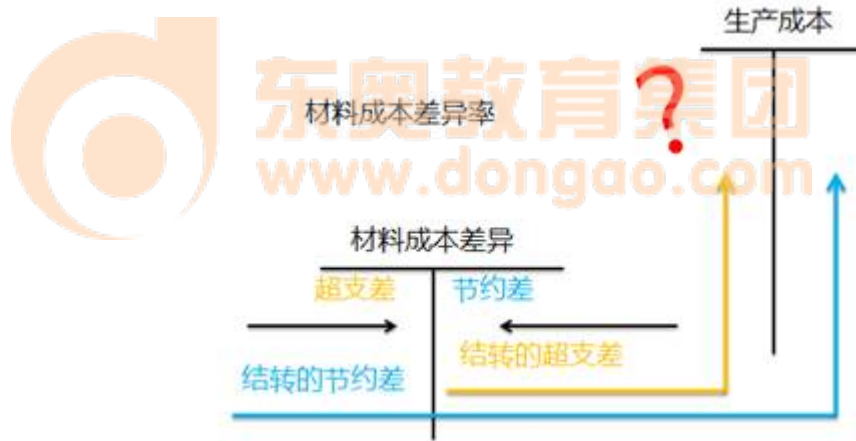 生产成本
东奥教育集团
www.dongao.com
材料成本差异率
?
材料成本差异
超支差
节约差
结转的超支差
结转的节约差